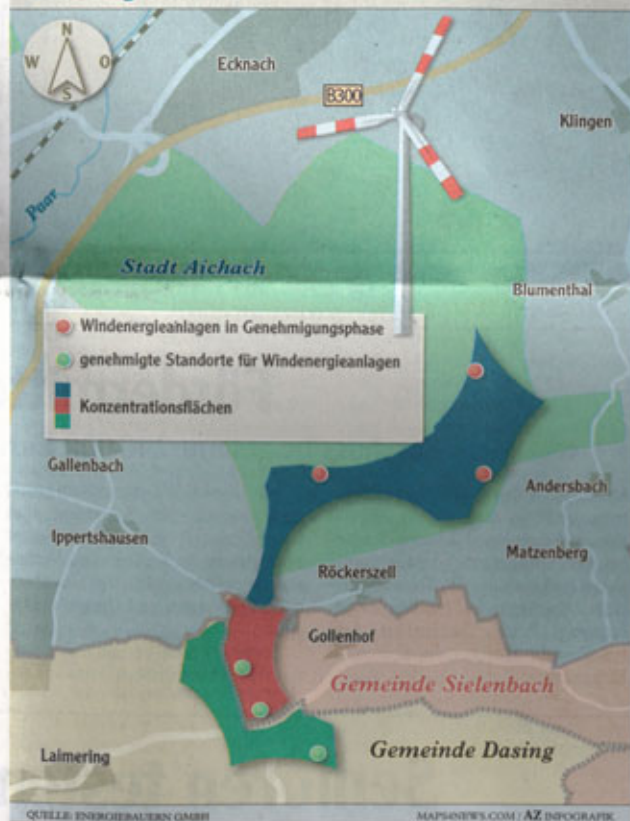 N
W O
S
Ecknach
B300
Klingen
Paar
Stadt Aichach
Blumenthal
Windenergieanlagen in Genehmigungsphase
genehmigte Standorte für Windenergieanlagen
Konzentrationsflächen
Gallenbach
Andersbach
Ippertshausen
Matzenberg
Röckerszell
Gollenhof
Gemeinde Sielenbach
Gemeinde Dasing
Laimering
QUELLE: ENERGIEBAUERN GMBH
MAPS4NEWS.COM / AZ INFOGRAFIK